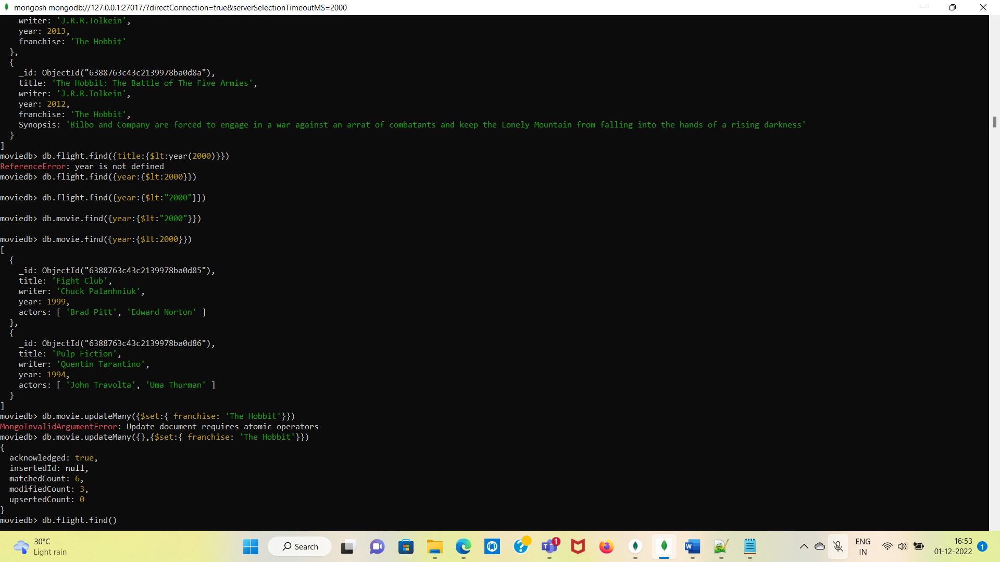 mongosh mongodb://127.0.0.1:27017/?directConnection=true&serverSelectionTimeoutMS=2000
    writer: 'J.R.R.Tolkein',
    year: 2013,
    franchise: 'The Hobbit'
  },
  {
    _id: ObjectId("6388763c43c2139978ba0d8a"),
    title: 'The Hobbit: The Battle of The Five Armies',
    writer: 'J.R.R.Tolkein',
    year: 2012,
    franchise: 'The Hobbit',
    Synopsis: 'Bilbo and Company are forced to engage in a war against an arrat of combatants and keep the Lonely Mountain from falling into the hands of a rising darkness'
  }
]
moviedb> db.flight.find({title:{$lt:year(2000)}})
ReferenceError: year is not defined
moviedb> db.flight.find({year:{$lt:2000}})
moviedb> db.flight.find({year:{$lt:"2000"}})
moviedb> db.movie.find({year:{$lt:"2000"}})
moviedb> db.movie.find({year:{$lt:2000}})
[
  {
    _id: ObjectId("6388763c43c2139978ba0d85"),
    title: 'Fight Club',
    writer: 'Chuck Palanhniuk',
    year: 1999,
    actors: [ 'Brad Pitt', 'Edward Norton' ]
  },
  {
    _id: ObjectId("6388763c43c2139978ba0d86"),
    title: 'Pulp Fiction',
    writer: 'Quentin Tarantino',
    year: 1994,
    actors: [ 'John Travolta', 'Uma Thurman' ]
  }
]
moviedb> db.movie.updateMany({$set:{ franchise: 'The Hobbit'}})
MongoInvalidArgumentError: Update document requires atomic operators
moviedb> db.movie.updateMany({},{$set:{ franchise: 'The Hobbit'}})
{
  acknowledged: true,
  insertedId: null,
  matchedCount: 6,
  modifiedCount: 3,
  upsertedCount: 0
}
moviedb> db.flight.find()
30°C
Light rain
Search
1
ENG
IN
16:53
01-12-2022
1